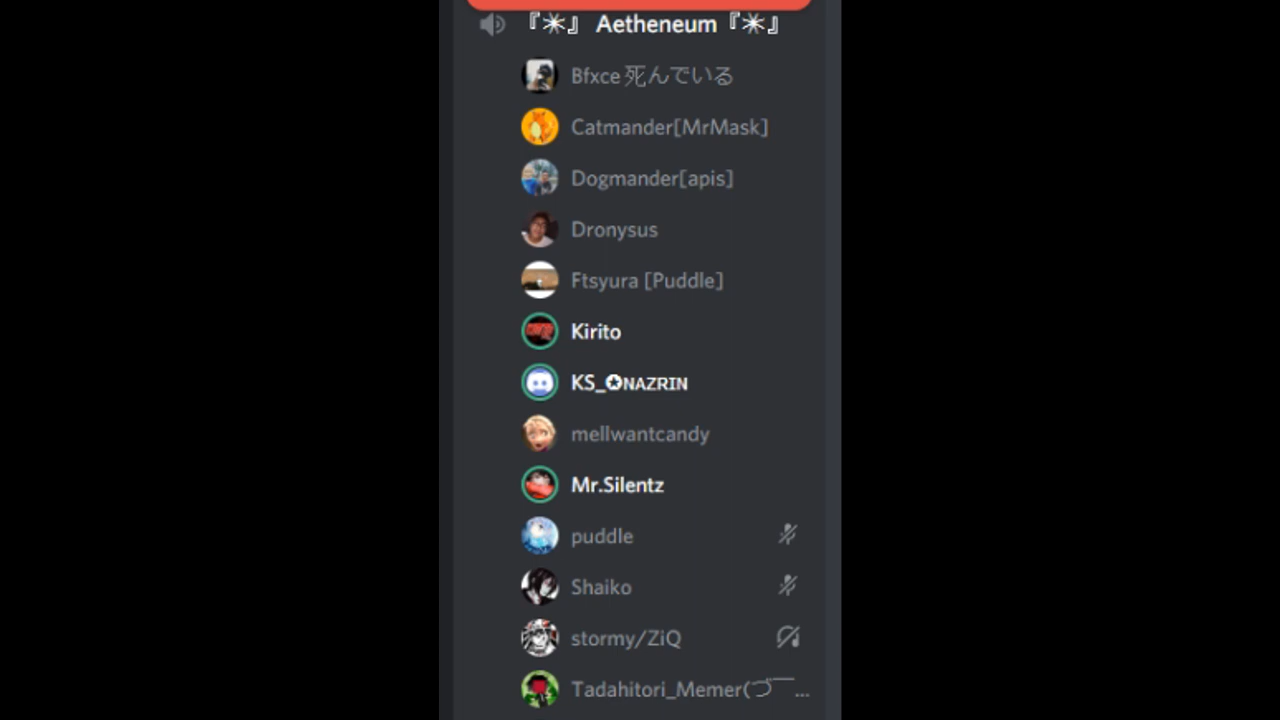 『✳』 Aetheneum『✳』
Bfxce 死んでいる
Catmander[MrMask]
Dogmander[apis]
Dronysus
Ftsyura [Puddle]
Kirito
KS_✪ɴᴀᴢʀɪɴ
mellwantcandy
Mr.Silentz
puddle
Shaiko
stormy/ZiQ
Tadahitori_Memer(づ￣...